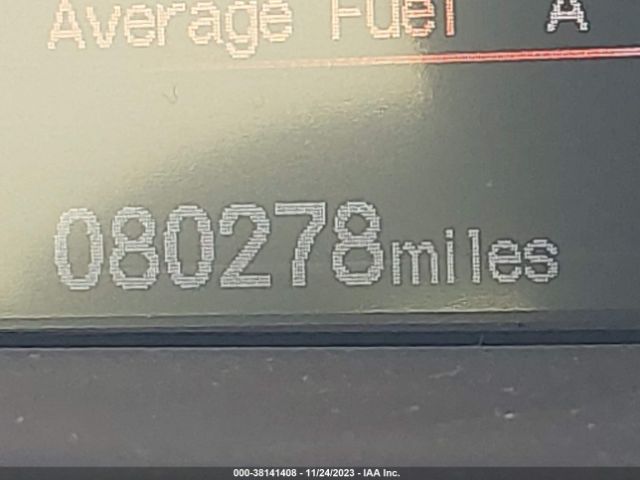 Average Fuel A
080278miles
000-38141408 - 11/24/2023 - IAA Inc.